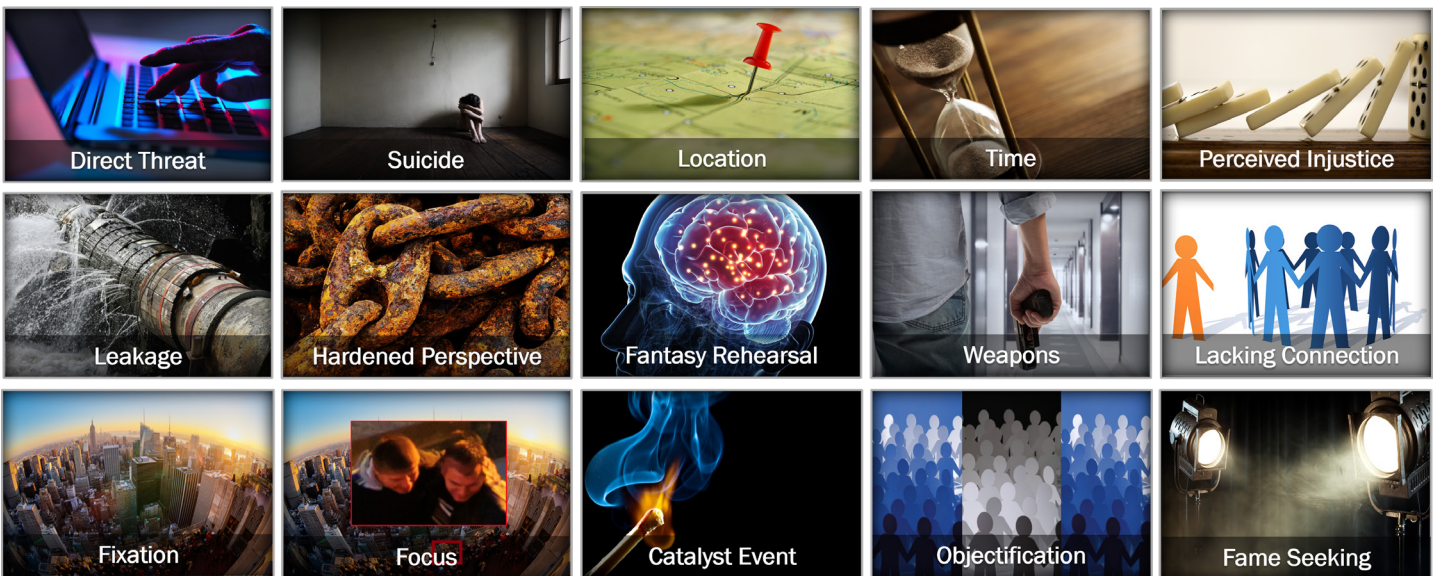 Direct Threat
Suicide
Location
Time
Perceived Injustice
Leakage
Hardened Perspective
Fantasy Rehearsal
Weapons
Lacking Connection
Fixation
Focus
Catalyst Event
Objectification
Fame Seeking